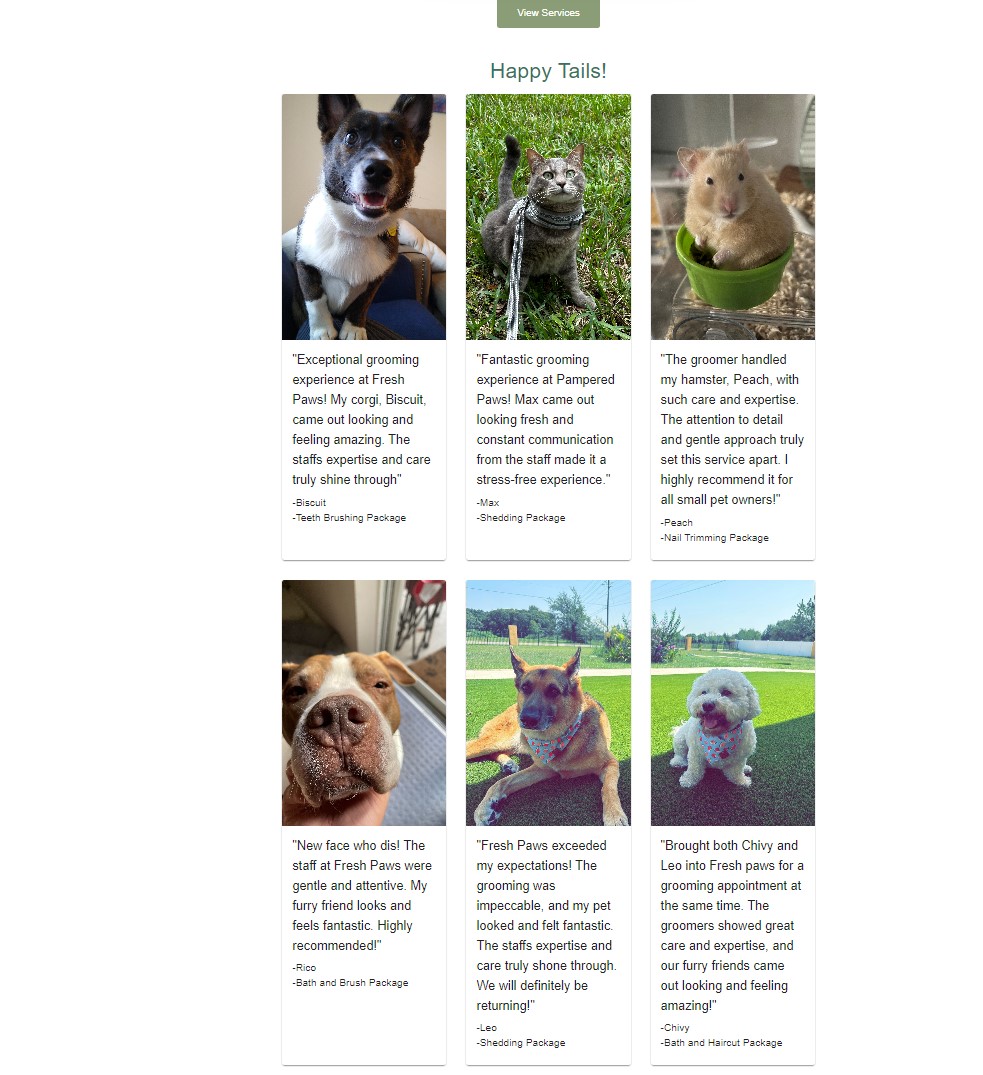 View Services
Happy Tails!
"Exceptional grooming
experience at Fresh
Paws! My corgi, Biscuit,
came out looking and
feeling amazing. The
staffs expertise and care
truly shine through"
-Biscuit
-Teeth Brushing Package
"Fantastic grooming
experience at Pampered
Paws! Max came out
looking fresh and
constant communication
from the staff made it a
stress-free experience."
-Max
-Shedding Package
"The groomer handled
my hamster, Peach, with
such care and expertise.
The attention to detail
and gentle approach truly
set this service apart. I
highly recommend it for
all small pet owners!"
-Peach
-Nail Trimming Package
"New face who dis! The
staff at Fresh Paws were
gentle and attentive. My
furry friend looks and
feels fantastic. Highly
recommended!"
-Rico
-Bath and Brush Package
"Fresh Paws exceeded
my expectations! The
grooming was
impeccable, and my pet
looked and felt fantastic.
The staffs expertise and
care truly shone through.
We will definitely be
returning!"
-Leo
-Shedding Package
"Brought both Chivy and
Leo into Fresh paws for a
grooming appointment at
the same time. The
groomers showed great
care and expertise, and
our furry friends came
out looking and feeling
amazing!"
-Chivy
-Bath and Haircut Package